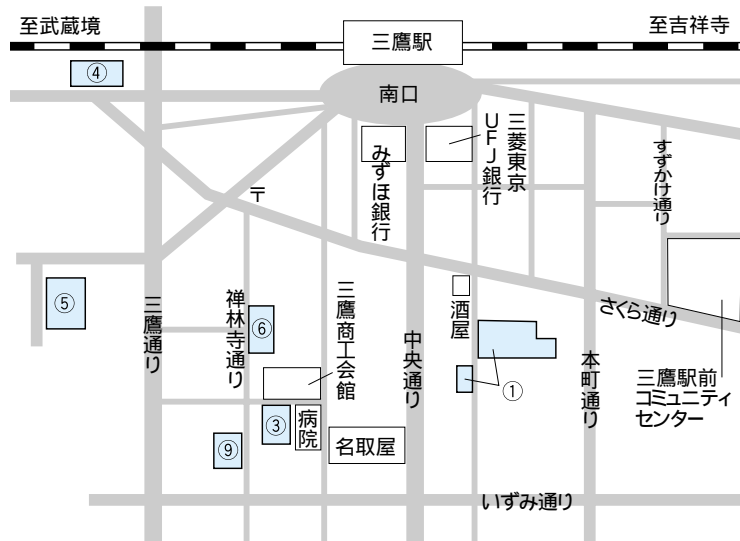 至武蔵境
三鷹駅
至吉祥寺
④
南口
みずほ銀行
三菱東京
UFJ銀行
すずかけ通り
〒
⑤
三鷹通り
禅林寺通り
⑥
三鷹商工会館
中央通り
酒屋
①
さくら通り
本町通り
三鷹駅前
コミュニティ
センター
③
病院
⑨
名取屋
いずみ通り